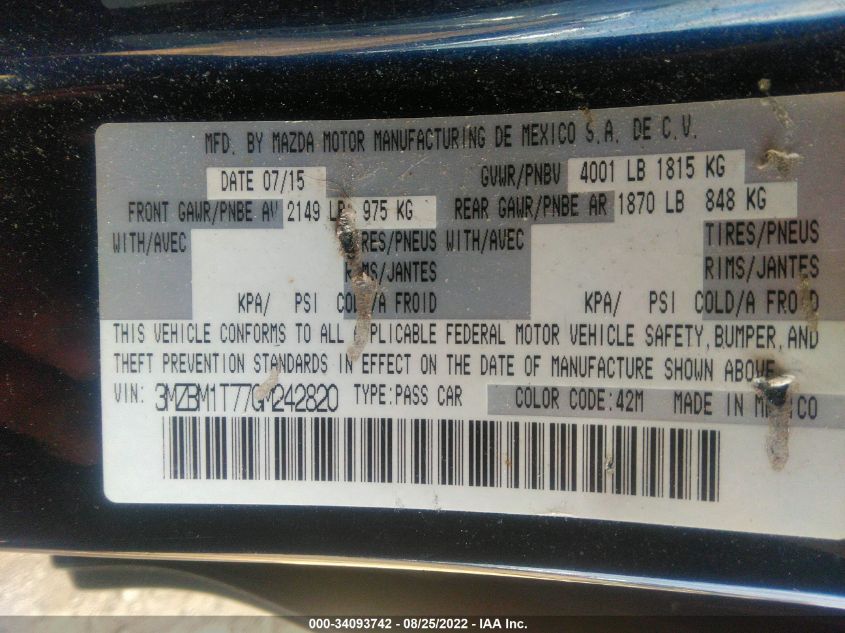 MFD. BY MAZDA MOTOR MANUFACTURING DE MEXICO S.A. DE C.V.
DATE 07/15 GVWR/PNBV 4001 LB 1815 KG
FRONT GAWR/PNBE AV 2149 LB 975 KG REAR GAWR/PNBE AR 1870 LB 848 KG
WITH/AVEC TIRES/PNEUS WITH/AVEC TIRES/PNEUS
RIMS/JANTES RIMS/JANTES
KPA/ PSI COLD/A FROID KPA/ PSI COLD/A FROID
THIS VEHICLE CONFORMS TO ALL APPLICABLE FEDERAL MOTOR VEHICLE SAFETY, BUMPER, AND
THEFT PREVENTION STANDARDS IN EFFECT ON THE DATE OF MANUFACTURE SHOWN ABOVE.
VIN: 3MZBM1T77GM242820 TYPE:PASS CAR COLOR CODE:42M MADE IN MEXICO
000-34093742 - 08/25/2022 - IAA Inc.